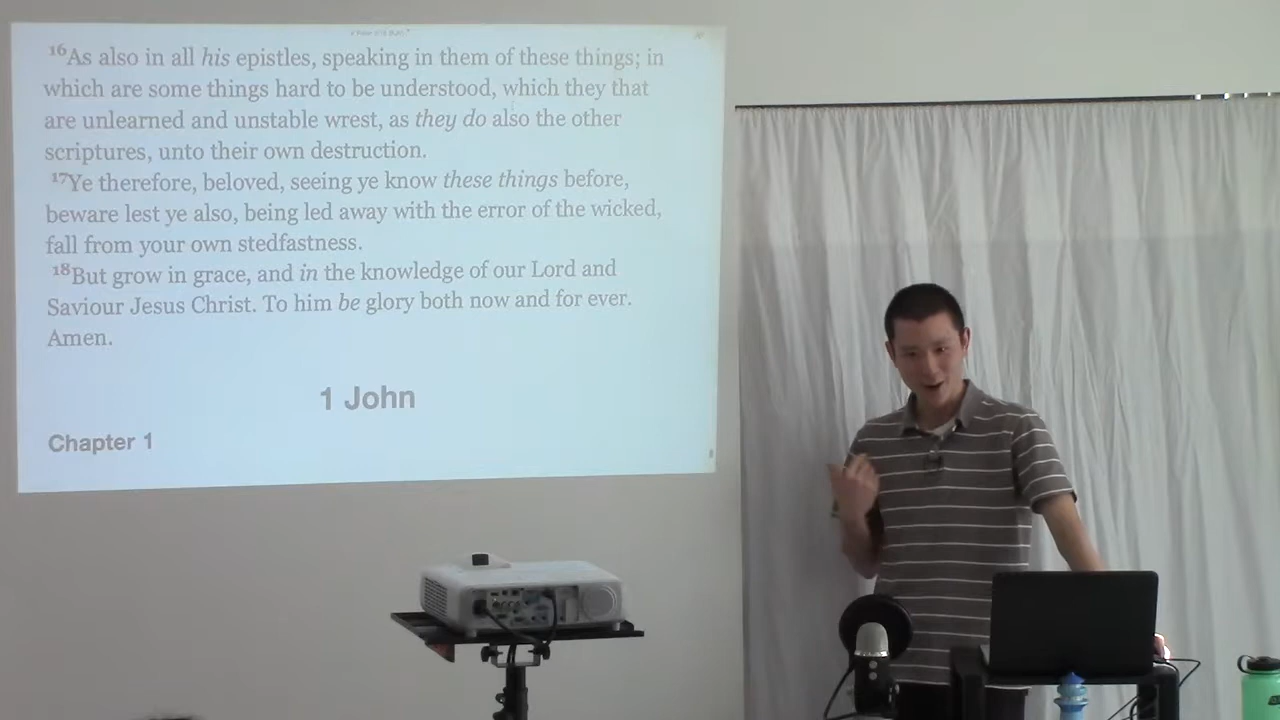 ¹⁶As also in all his epistles, speaking in them of these things; in
which are some things hard to be understood, which they that
are unlearned and unstable wrest, as they do also the other
scriptures, unto their own destruction.
¹⁷Ye therefore, beloved, seeing ye know these things before,
beware lest ye also, being led away with the error of the wicked,
fall from your own stedfastness.
¹⁸But grow in grace, and in the knowledge of our Lord and
Saviour Jesus Christ. To him be glory both now and for ever.
Amen.
1 John
Chapter 1